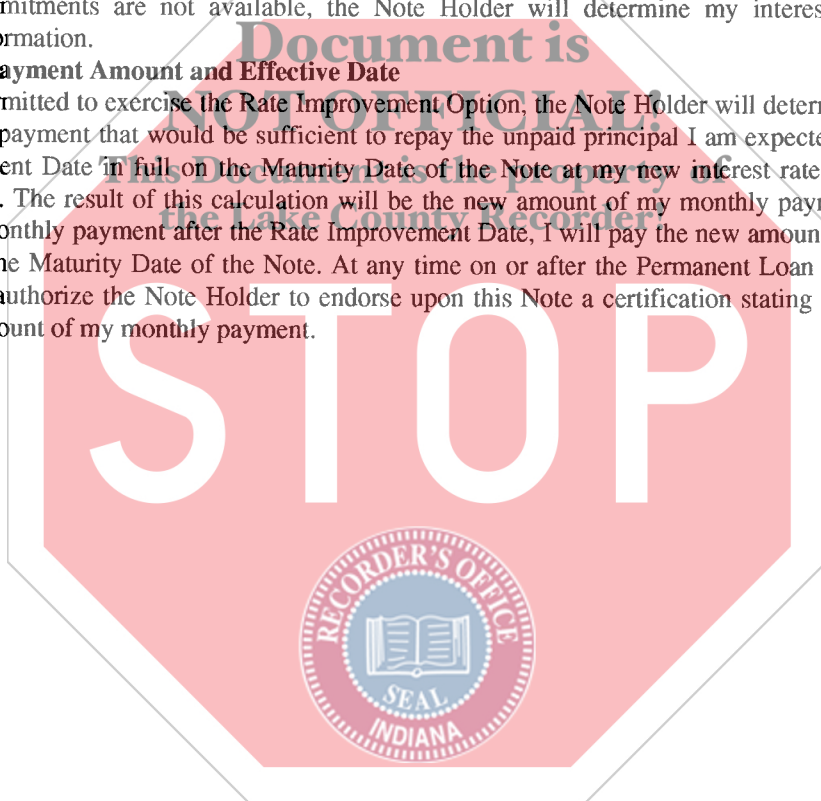 mitments are not available, the Note Holder will determine my interes
ormation.
Document is
ayment Amount and Effective Date
NOT OFFICIAL!
mitted to exercise the Rate Improvement Option, the Note Holder will deterr
payment that would be sufficient to repay the unpaid principal I am expecte
This Document is the property of
ent Date in full on the Maturity Date of the Note at my new interest rate
. The result of this calculation will be the new amount of my monthly payr
the Lake County Recorder!
onthly payment after the Rate Improvement Date, I will pay the new amoun
ne Maturity Date of the Note. At any time on or after the Permanent Loan
authorize the Note Holder to endorse upon this Note a certification stating
ount of my monthly payment.
STOP
RECORDER'S OFFICE
SEAL
INDIANA